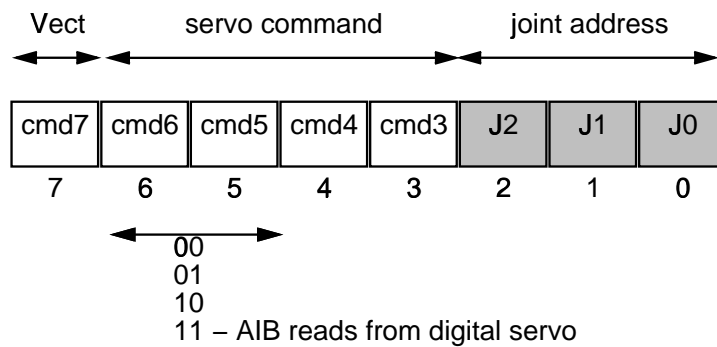 Vect servo command joint address
cmd7 cmd6 cmd5 cmd4 cmd3 J2 J1 J0
7 6 5 4 3 2 1 0
00
01
10
11 – AIB reads from digital servo